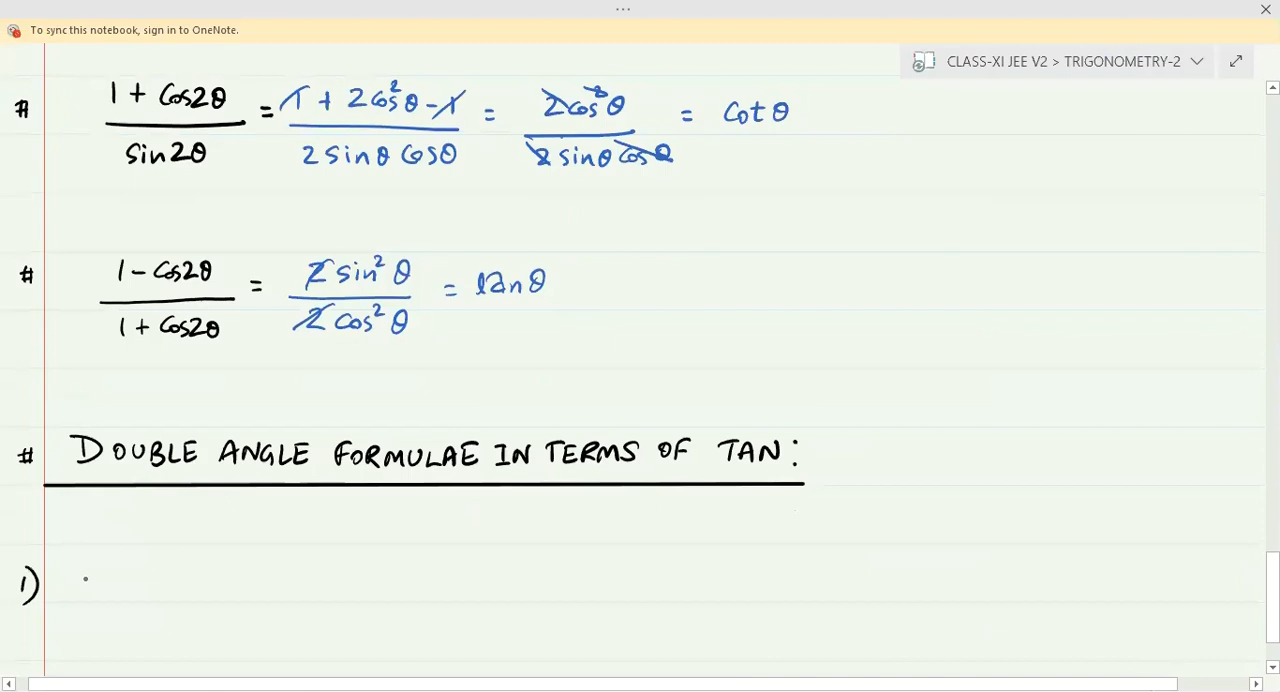 ...
To sync this notebook, sign in to OneNote.
CLASS-XI JEE V2 > TRIGONOMETRY-2
# (1 + cos2θ)/(sin2θ) = (1 + 2cos²θ - 1)/(2 sinθ cosθ) = (2cos²θ)/(2 sinθ cosθ) = cotθ
# (1 - cos2θ)/(1 + cos2θ) = (2 sin²θ)/(2 cos²θ) = tanθ
# DOUBLE ANGLE FORMULAE IN TERMS OF TAN:
1)